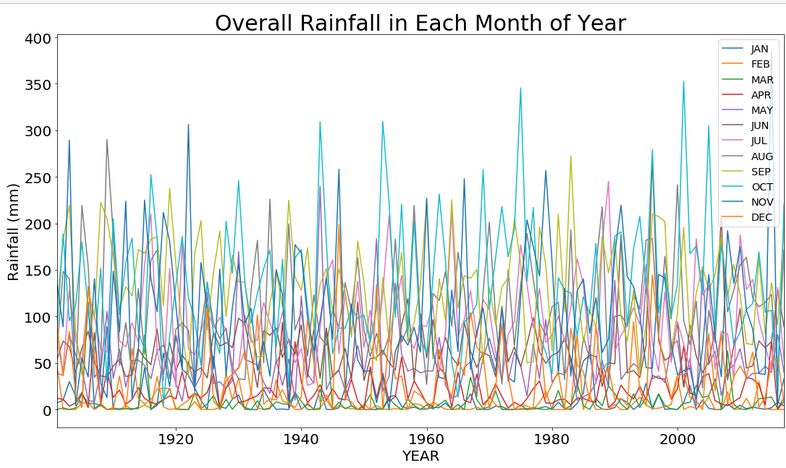 Overall Rainfall in Each Month of Year
400
350
300
250
200
150
100
50
0
Rainfall (mm)
JAN
FEB
MAR
APR
MAY
JUN
JUL
AUG
SEP
OCT
NOV
DEC
1920 1940 1960 1980 2000
YEAR